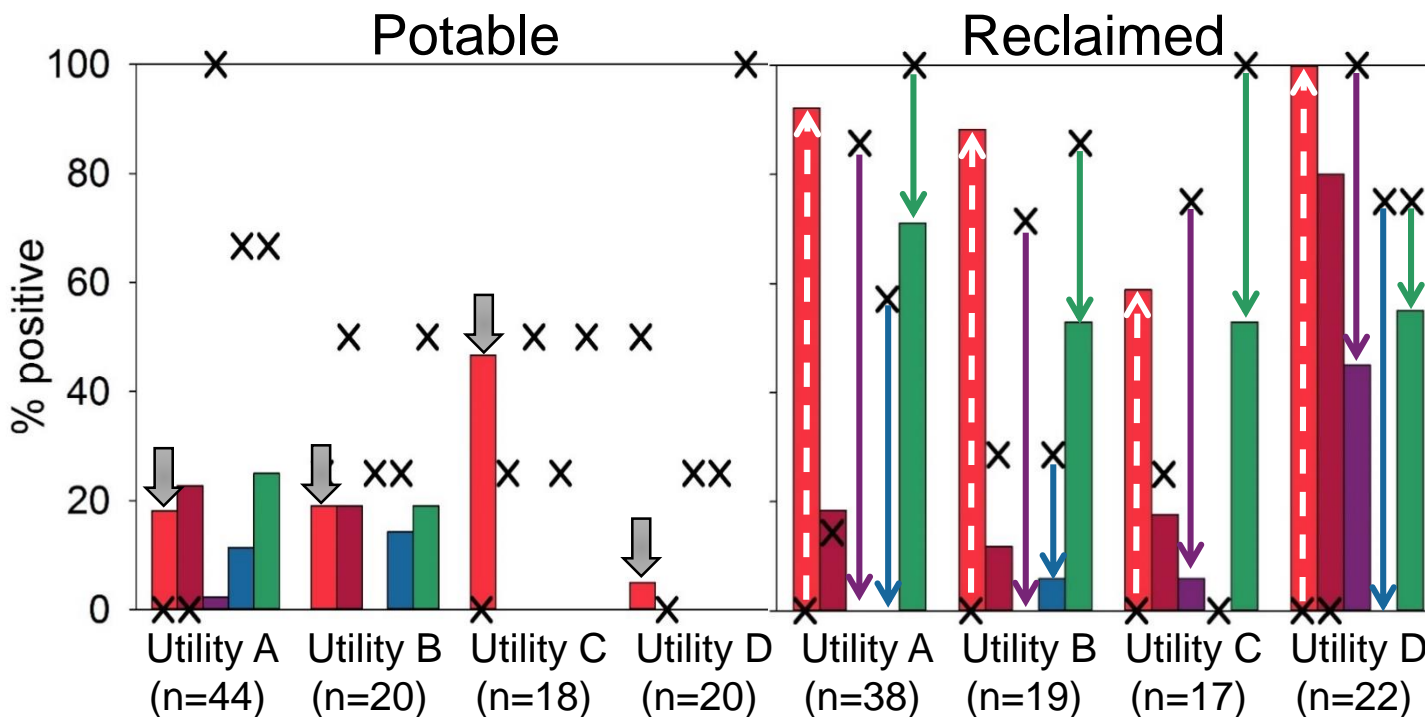 Potable
Reclaimed
% positive
100
80
60
40
20
0
Utility A
(n=44)
Utility B
(n=20)
Utility C
(n=18)
Utility D
(n=20)
Utility A
(n=38)
Utility B
(n=19)
Utility C
(n=17)
Utility D
(n=22)